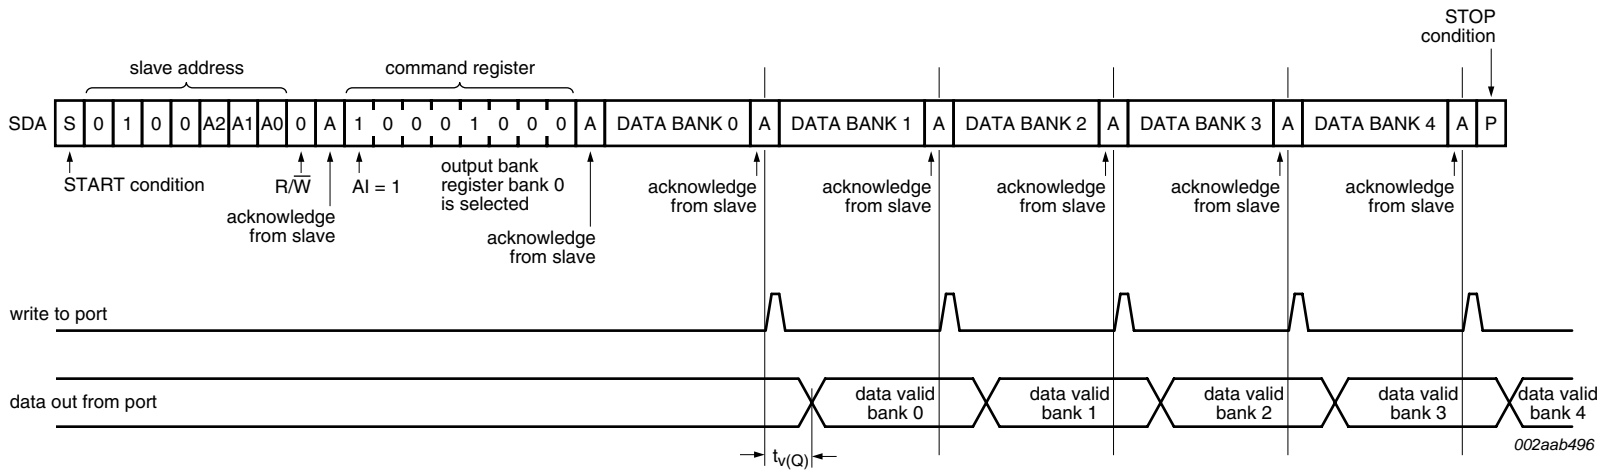 STOP
condition
slave address
command register
SDA S 0 1 0 0 A2 A1 A0 0 A 1 0 0 0 1 0 0 0 A DATA BANK 0 A DATA BANK 1 A DATA BANK 2 A DATA BANK 3 A DATA BANK 4 A P
START condition
R/W̅
acknowledge
from slave
AI = 1
output bank
register bank 0
is selected
acknowledge
from slave
acknowledge
from slave
acknowledge
from slave
acknowledge
from slave
acknowledge
from slave
acknowledge
from slave
write to port
data out from port
data valid
bank 0
data valid
bank 1
data valid
bank 2
data valid
bank 3
data valid
bank 4
tv(Q)
002aab496